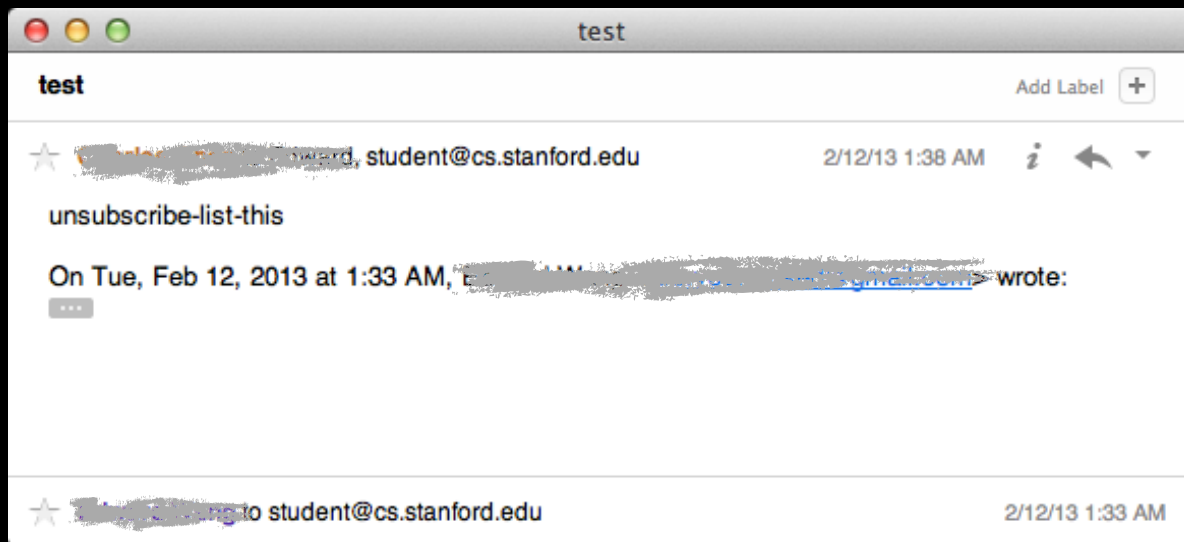 test
test
Add Label
, student@cs.stanford.edu
2/12/13 1:38 AM
unsubscribe-list-this
On Tue, Feb 12, 2013 at 1:33 AM, > wrote:
to student@cs.stanford.edu
2/12/13 1:33 AM